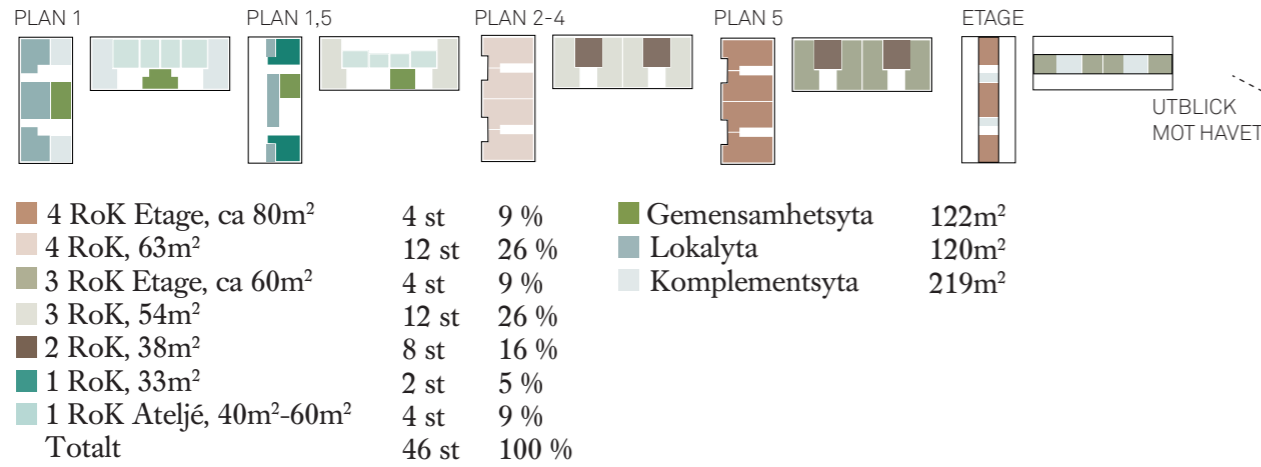 PLAN 1 PLAN 1,5 PLAN 2-4 PLAN 5 ETAGE
UTBLICK
MOT HAVET
4 RoK Etage, ca 80m² 4 st 9 %
4 RoK, 63m² 12 st 26 %
3 RoK Etage, ca 60m² 4 st 9 %
3 RoK, 54m² 12 st 26 %
2 RoK, 38m² 8 st 16 %
1 RoK, 33m² 2 st 5 %
1 RoK Ateljé, 40m²-60m² 4 st 9 %
Totalt 46 st 100 %
Gemensamhetsyta 122m²
Lokalyta 120m²
Komplementsyta 219m²